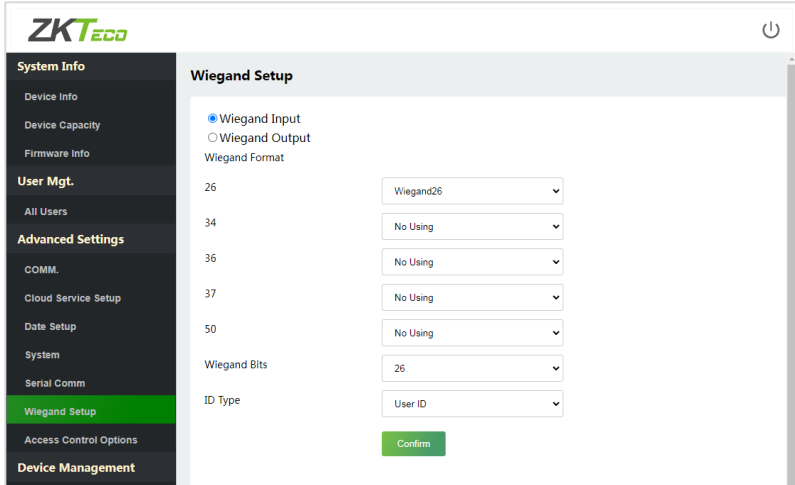 ZKTeco
System Info
Device Info
Device Capacity
Firmware Info
User Mgt.
All Users
Advanced Settings
COMM.
Cloud Service Setup
Date Setup
System
Serial Comm
Wiegand Setup
Access Control Options
Device Management
Wiegand Setup
Wiegand Input
Wiegand Output
Wiegand Format
26 Wiegand26
34 No Using
36 No Using
37 No Using
50 No Using
Wiegand Bits 26
ID Type User ID
Confirm